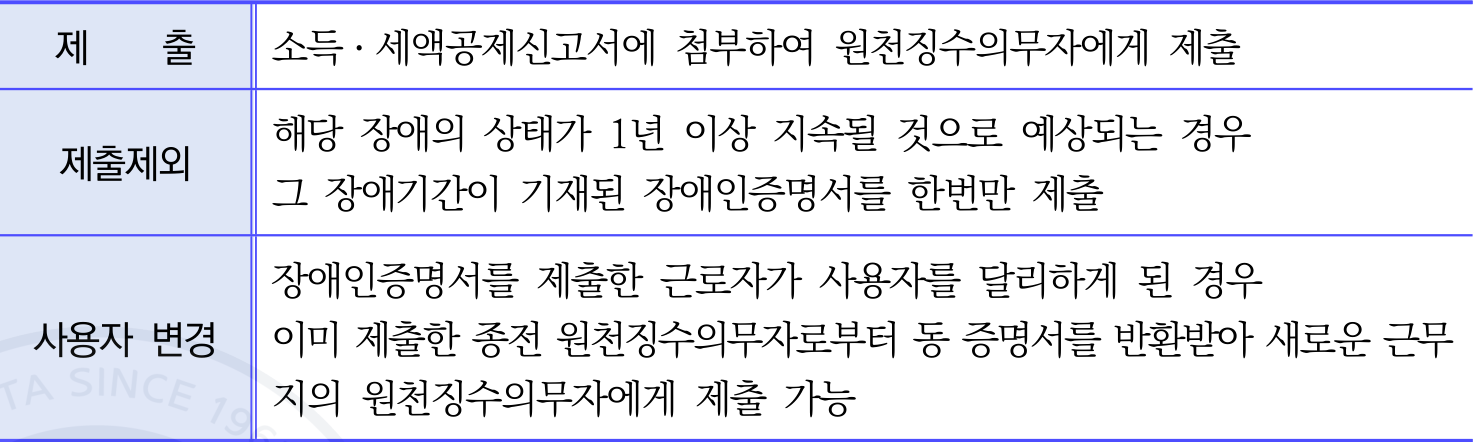 제 출
소득 · 세액공제신고서에 첨부하여 원천징수의무자에게 제출
제출제외
해당 장애의 상태가 1년 이상 지속될 것으로 예상되는 경우
그 장애기간이 기재된 장애인증명서를 한번만 제출
사용자 변경
장애인증명서를 제출한 근로자가 사용자를 달리하게 된 경우
이미 제출한 종전 원천징수의무자로부터 동 증명서를 반환받아 새로운 근무
지의 원천징수의무자에게 제출 가능
TA SINCE